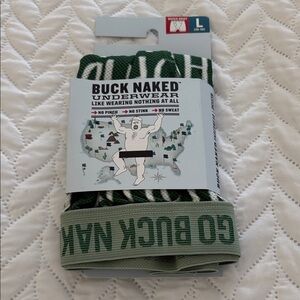 L
BUCK NAKED
UNDERWEAR
LIKE WEARING NOTHING AT ALL
NO PINCH NO STINK NO SWEAT
GO BUCK NAK